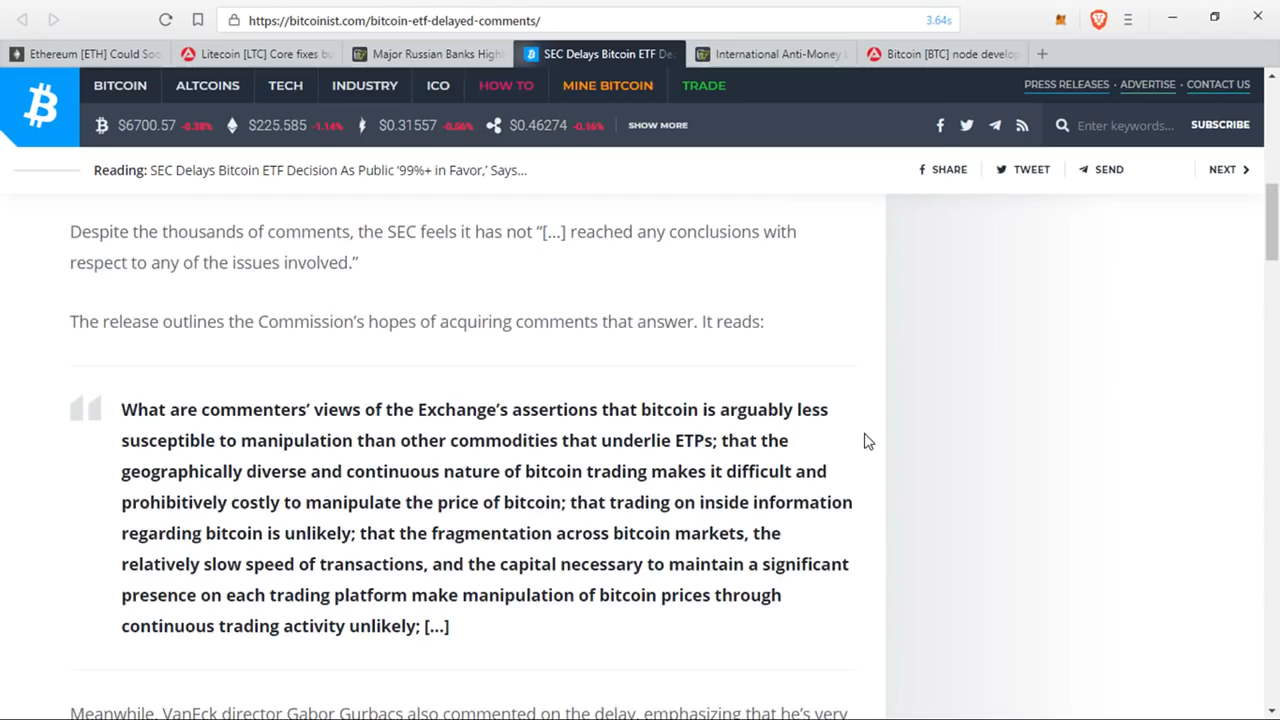 https://bitcoinist.com/bitcoin-etf-delayed-comments/
3.64s
Ethereum [ETH] Could Soo
Litecoin [LTC] Core fixes bu
Major Russian Banks High
SEC Delays Bitcoin ETF De
International Anti-Money
Bitcoin [BTC] node develo
BITCOIN
ALTCOINS
TECH
INDUSTRY
ICO
HOW TO
MINE BITCOIN
TRADE
PRESS RELEASES · ADVERTISE · CONTACT US
$6700.57 -0.38%
$225.585 -1.14%
$0.31557 -0.56%
$0.46274 -0.16%
SHOW MORE
Enter keywords...
SUBSCRIBE
Reading: SEC Delays Bitcoin ETF Decision As Public ‘99%+ in Favor,’ Says...
SHARE
TWEET
SEND
NEXT
Despite the thousands of comments, the SEC feels it has not “[…] reached any conclusions with
respect to any of the issues involved.”
The release outlines the Commission’s hopes of acquiring comments that answer. It reads:
What are commenters’ views of the Exchange’s assertions that bitcoin is arguably less
susceptible to manipulation than other commodities that underlie ETPs; that the
geographically diverse and continuous nature of bitcoin trading makes it difficult and
prohibitively costly to manipulate the price of bitcoin; that trading on inside information
regarding bitcoin is unlikely; that the fragmentation across bitcoin markets, the
relatively slow speed of transactions, and the capital necessary to maintain a significant
presence on each trading platform make manipulation of bitcoin prices through
continuous trading activity unlikely; […]
Meanwhile, VanEck director Gabor Gurbacs also commented on the delay, emphasizing that he’s very